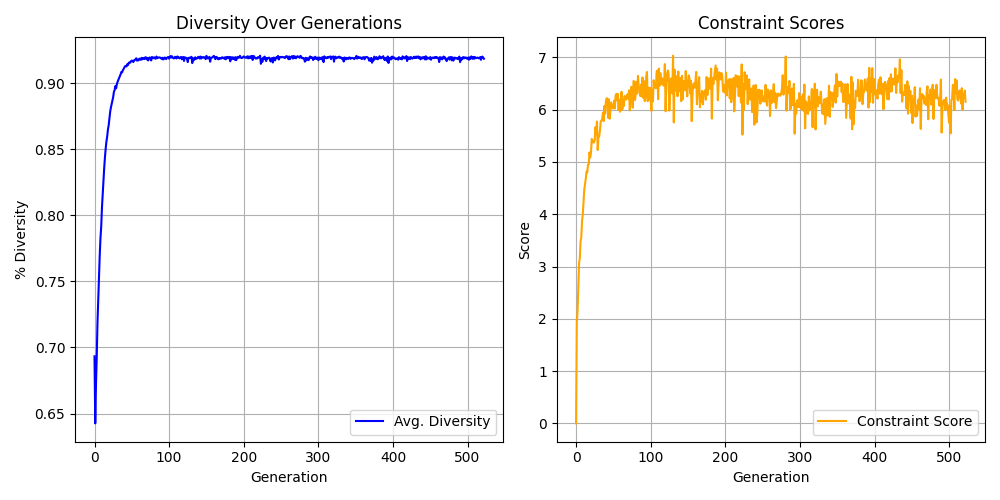 Diversity Over Generations
% Diversity
0.90
0.85
0.80
0.75
0.70
0.65
0 100 200 300 400 500
Generation
Avg. Diversity
Constraint Scores
Score
7
6
5
4
3
2
1
0
0 100 200 300 400 500
Generation
Constraint Score